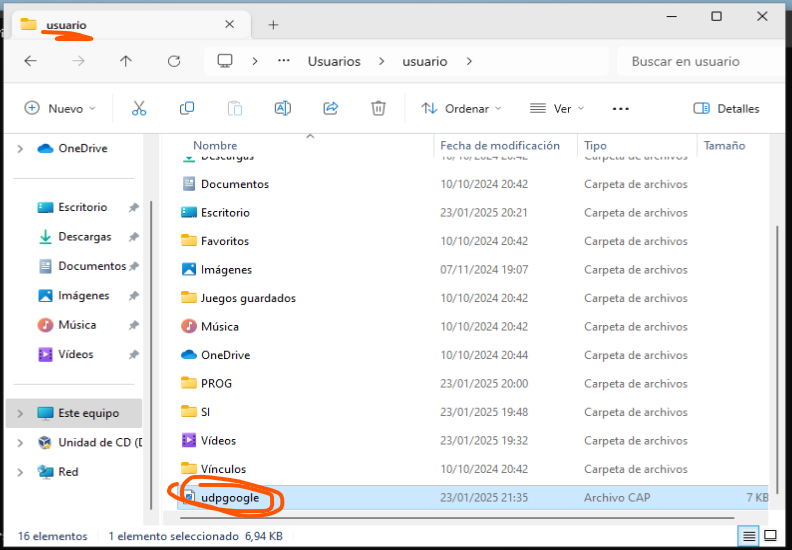 usuario
Usuarios
usuario
Buscar en usuario
Nuevo
Ordenar
Ver
Detalles
Nombre
Fecha de modificación
Tipo
Tamaño
OneDrive
Escritorio
Descargas
Documentos
Imágenes
Música
Vídeos
Este equipo
Unidad de CD (D
Red
Descargas 10/10/2024 20:42 Carpeta de archivos
Documentos 10/10/2024 20:42 Carpeta de archivos
Escritorio 23/01/2025 20:21 Carpeta de archivos
Favoritos 10/10/2024 20:42 Carpeta de archivos
Imágenes 07/11/2024 19:07 Carpeta de archivos
Juegos guardados 10/10/2024 20:42 Carpeta de archivos
Música 10/10/2024 20:42 Carpeta de archivos
OneDrive 10/10/2024 20:44 Carpeta de archivos
PROG 23/01/2025 20:00 Carpeta de archivos
SI 23/01/2025 19:48 Carpeta de archivos
Vídeos 23/01/2025 19:32 Carpeta de archivos
Vínculos 10/10/2024 20:42 Carpeta de archivos
udpgoogle 23/01/2025 21:35 Archivo CAP 7 KB
16 elementos
1 elemento seleccionado 6,94 KB